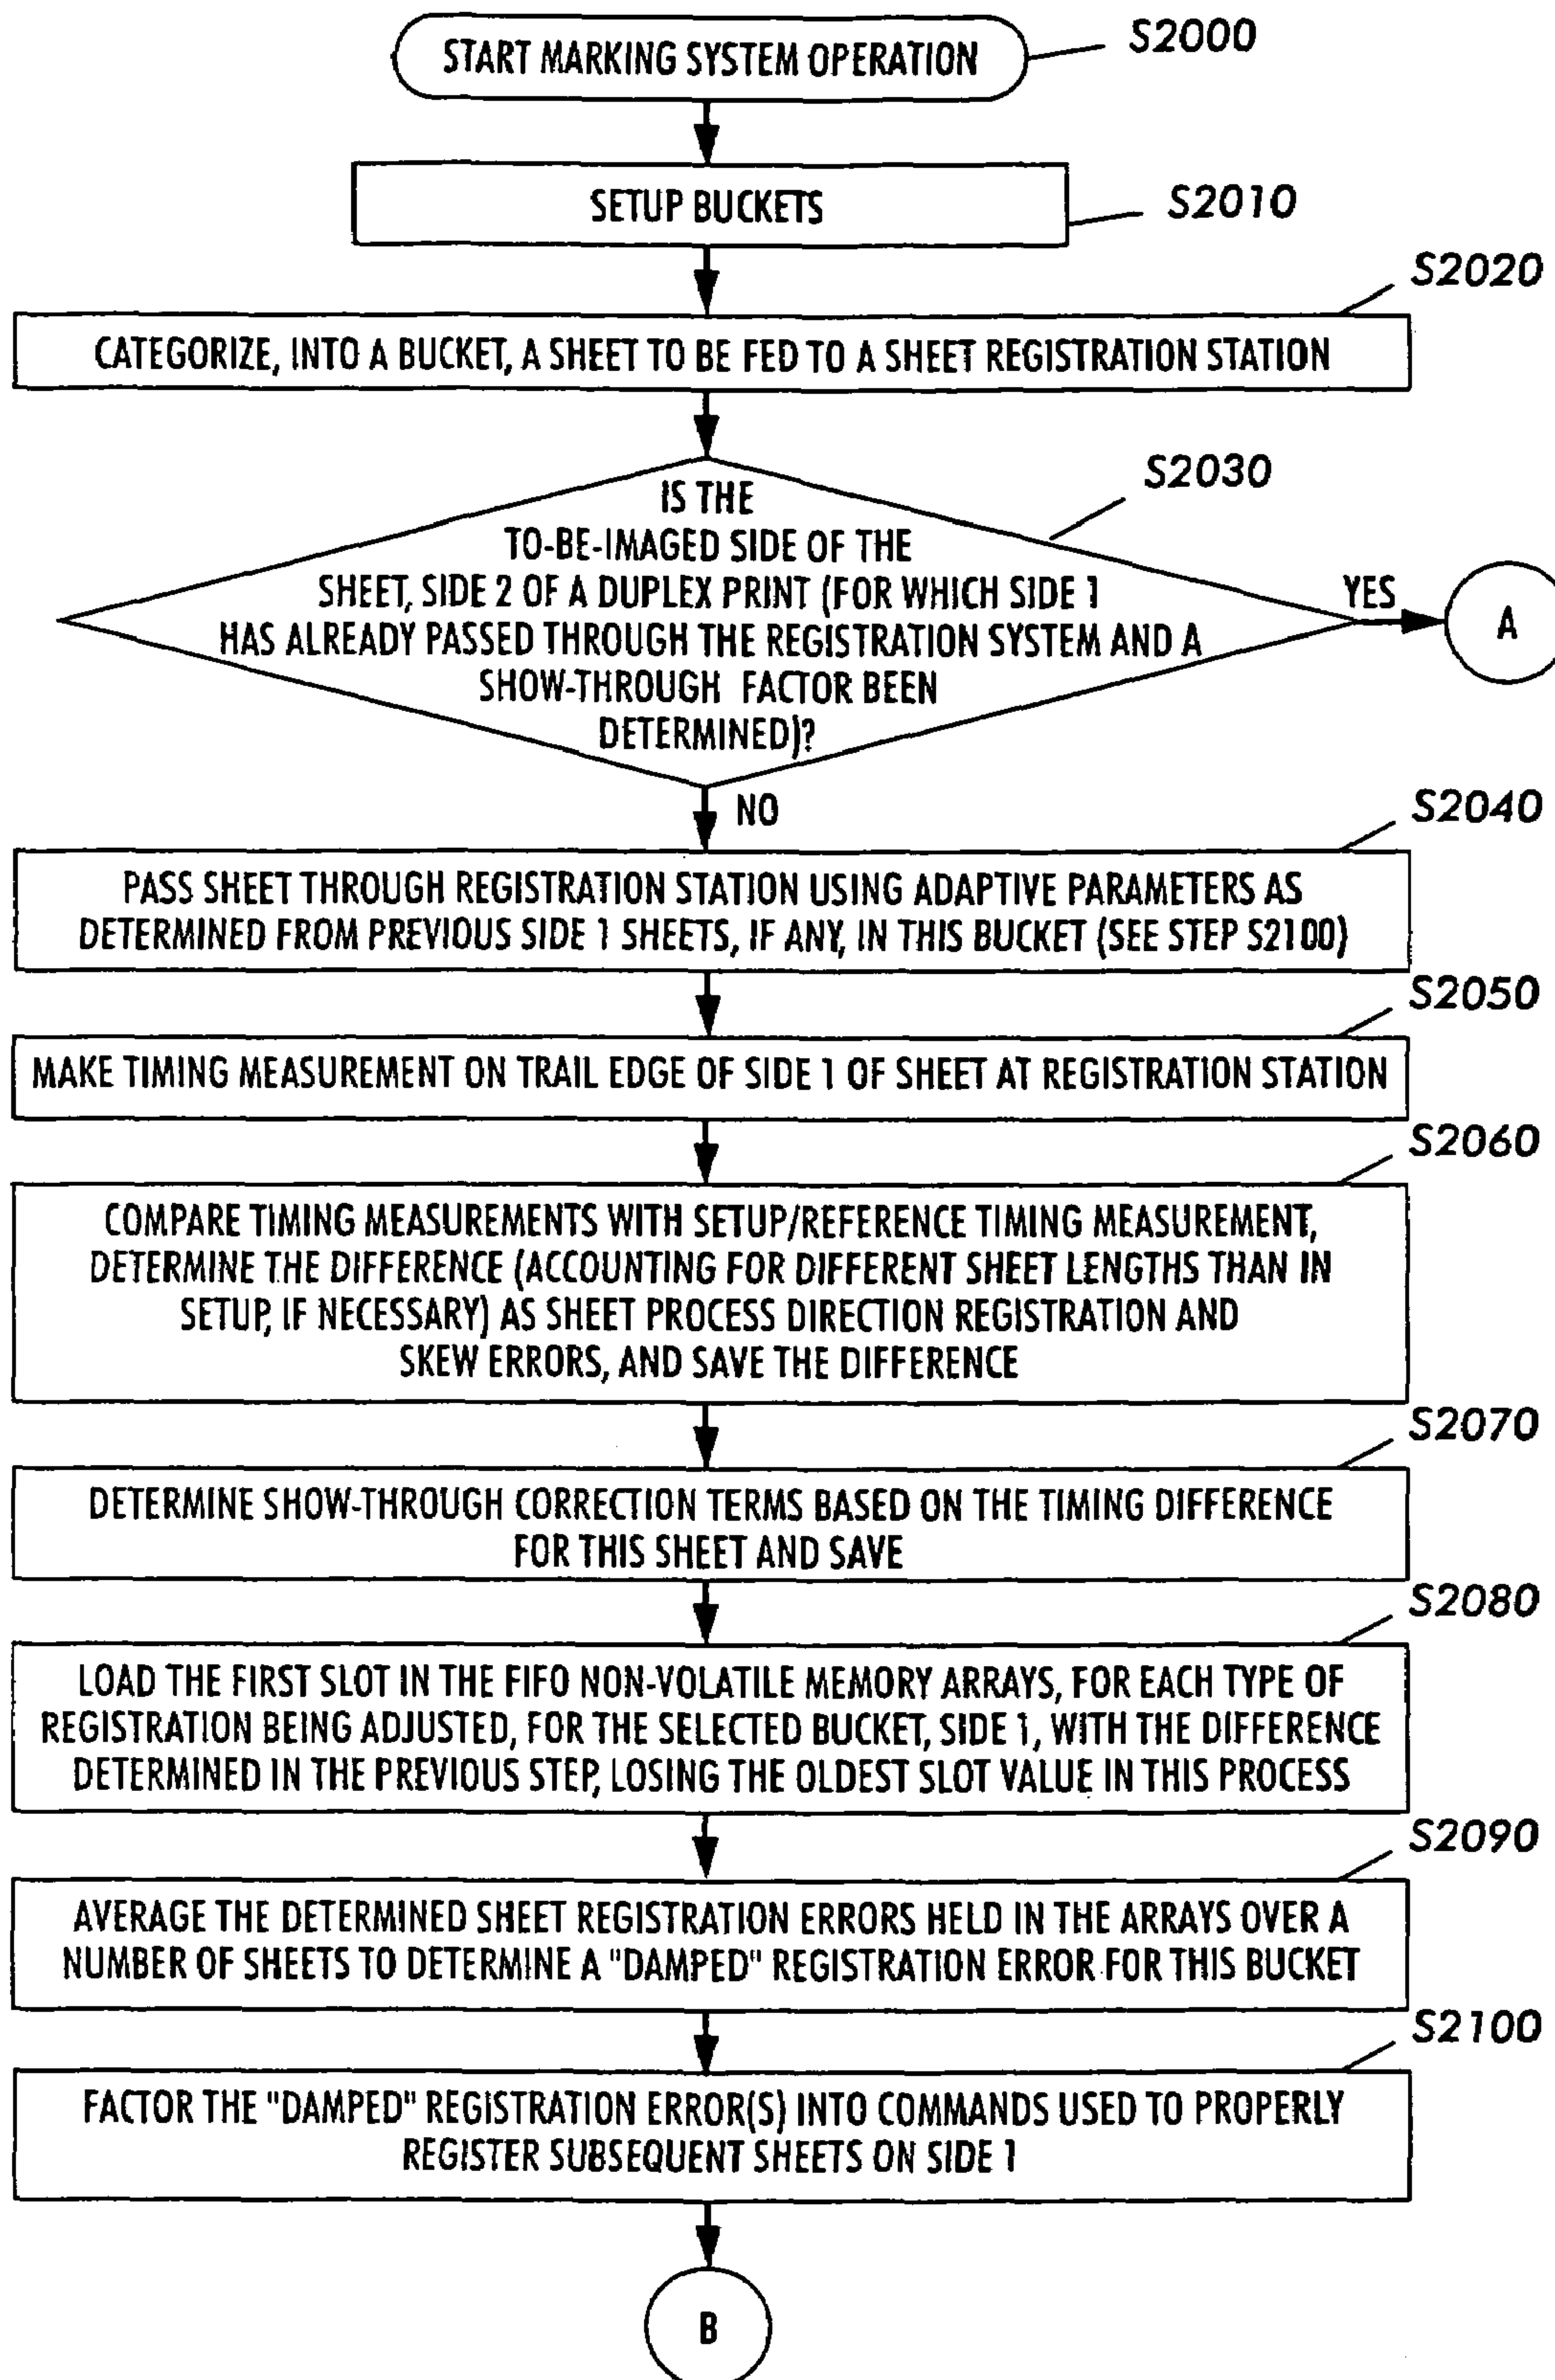 START MARKING SYSTEM OPERATION
S2000
SETUP BUCKETS
S2010
S2020
CATEGORIZE, INTO A BUCKET, A SHEET TO BE FED TO A SHEET REGISTRATION STATION
S2030
IS THE
TO-BE-IMAGED SIDE OF THE
SHEET, SIDE 2 OF A DUPLEX PRINT (FOR WHICH SIDE 1
HAS ALREADY PASSED THROUGH THE REGISTRATION SYSTEM AND A
SHOW-THROUGH FACTOR BEEN
DETERMINED)?
YES
A
NO
S2040
PASS SHEET THROUGH REGISTRATION STATION USING ADAPTIVE PARAMETERS AS
DETERMINED FROM PREVIOUS SIDE 1 SHEETS, IF ANY, IN THIS BUCKET (SEE STEP S2100)
S2050
MAKE TIMING MEASUREMENT ON TRAIL EDGE OF SIDE 1 OF SHEET AT REGISTRATION STATION
S2060
COMPARE TIMING MEASUREMENTS WITH SETUP/REFERENCE TIMING MEASUREMENT,
DETERMINE THE DIFFERENCE (ACCOUNTING FOR DIFFERENT SHEET LENGTHS THAN IN
SETUP, IF NECESSARY) AS SHEET PROCESS DIRECTION REGISTRATION AND
SKEW ERRORS, AND SAVE THE DIFFERENCE
S2070
DETERMINE SHOW-THROUGH CORRECTION TERMS BASED ON THE TIMING DIFFERENCE
FOR THIS SHEET AND SAVE
S2080
LOAD THE FIRST SLOT IN THE FIFO NON-VOLATILE MEMORY ARRAYS, FOR EACH TYPE OF
REGISTRATION BEING ADJUSTED, FOR THE SELECTED BUCKET, SIDE 1, WITH THE DIFFERENCE
DETERMINED IN THE PREVIOUS STEP, LOSING THE OLDEST SLOT VALUE IN THIS PROCESS
S2090
AVERAGE THE DETERMINED SHEET REGISTRATION ERRORS HELD IN THE ARRAYS OVER A
NUMBER OF SHEETS TO DETERMINE A "DAMPED" REGISTRATION ERROR FOR THIS BUCKET
S2100
FACTOR THE "DAMPED" REGISTRATION ERROR(S) INTO COMMANDS USED TO PROPERLY
REGISTER SUBSEQUENT SHEETS ON SIDE 1
B